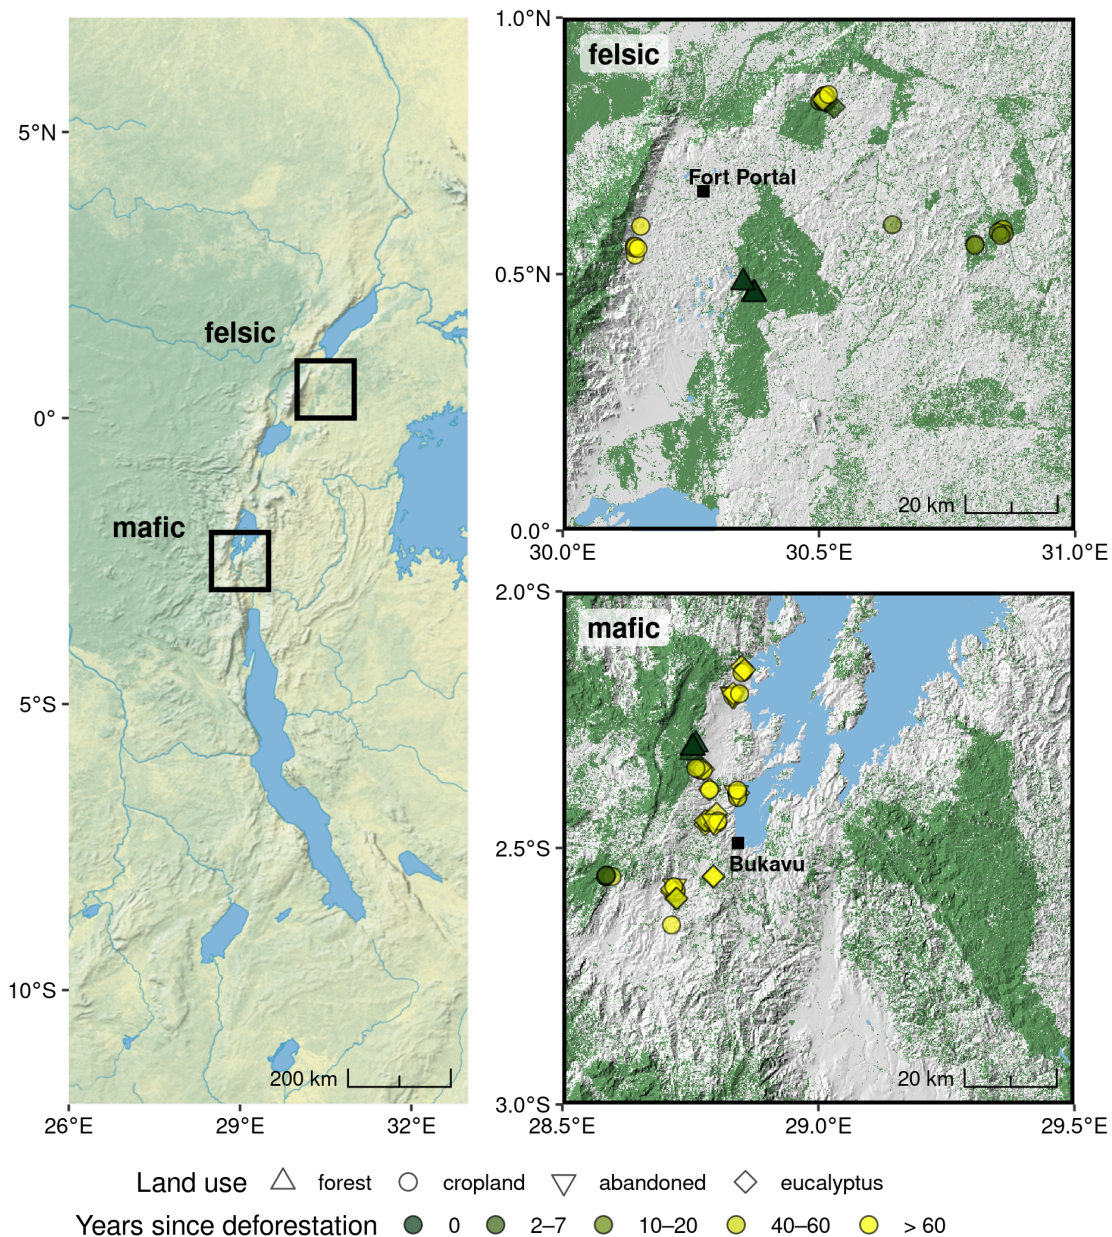 5°N
0°
5°S
10°S
26°E
29°E
32°E
felsic
mafic
200 km
1.0°N
0.5°N
0.0°
30.0°E
30.5°E
31.0°E
felsic
Fort Portal
20 km
2.0°S
2.5°S
3.0°S
28.5°E
29.0°E
29.5°E
mafic
Bukavu
20 km
Land use forest cropland abandoned eucalyptus
Years since deforestation 0 2–7 10–20 40–60 > 60